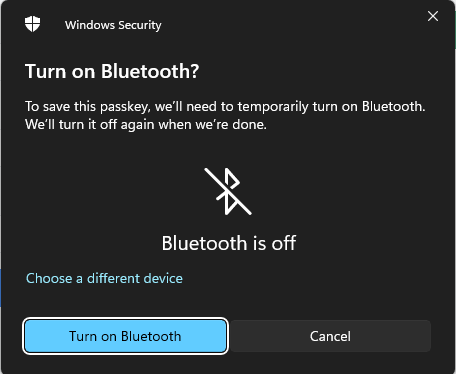 Windows Security
Turn on Bluetooth?
To save this passkey, we’ll need to temporarily turn on Bluetooth.
We’ll turn it off again when we’re done.
Bluetooth is off
Choose a different device
Turn on Bluetooth
Cancel